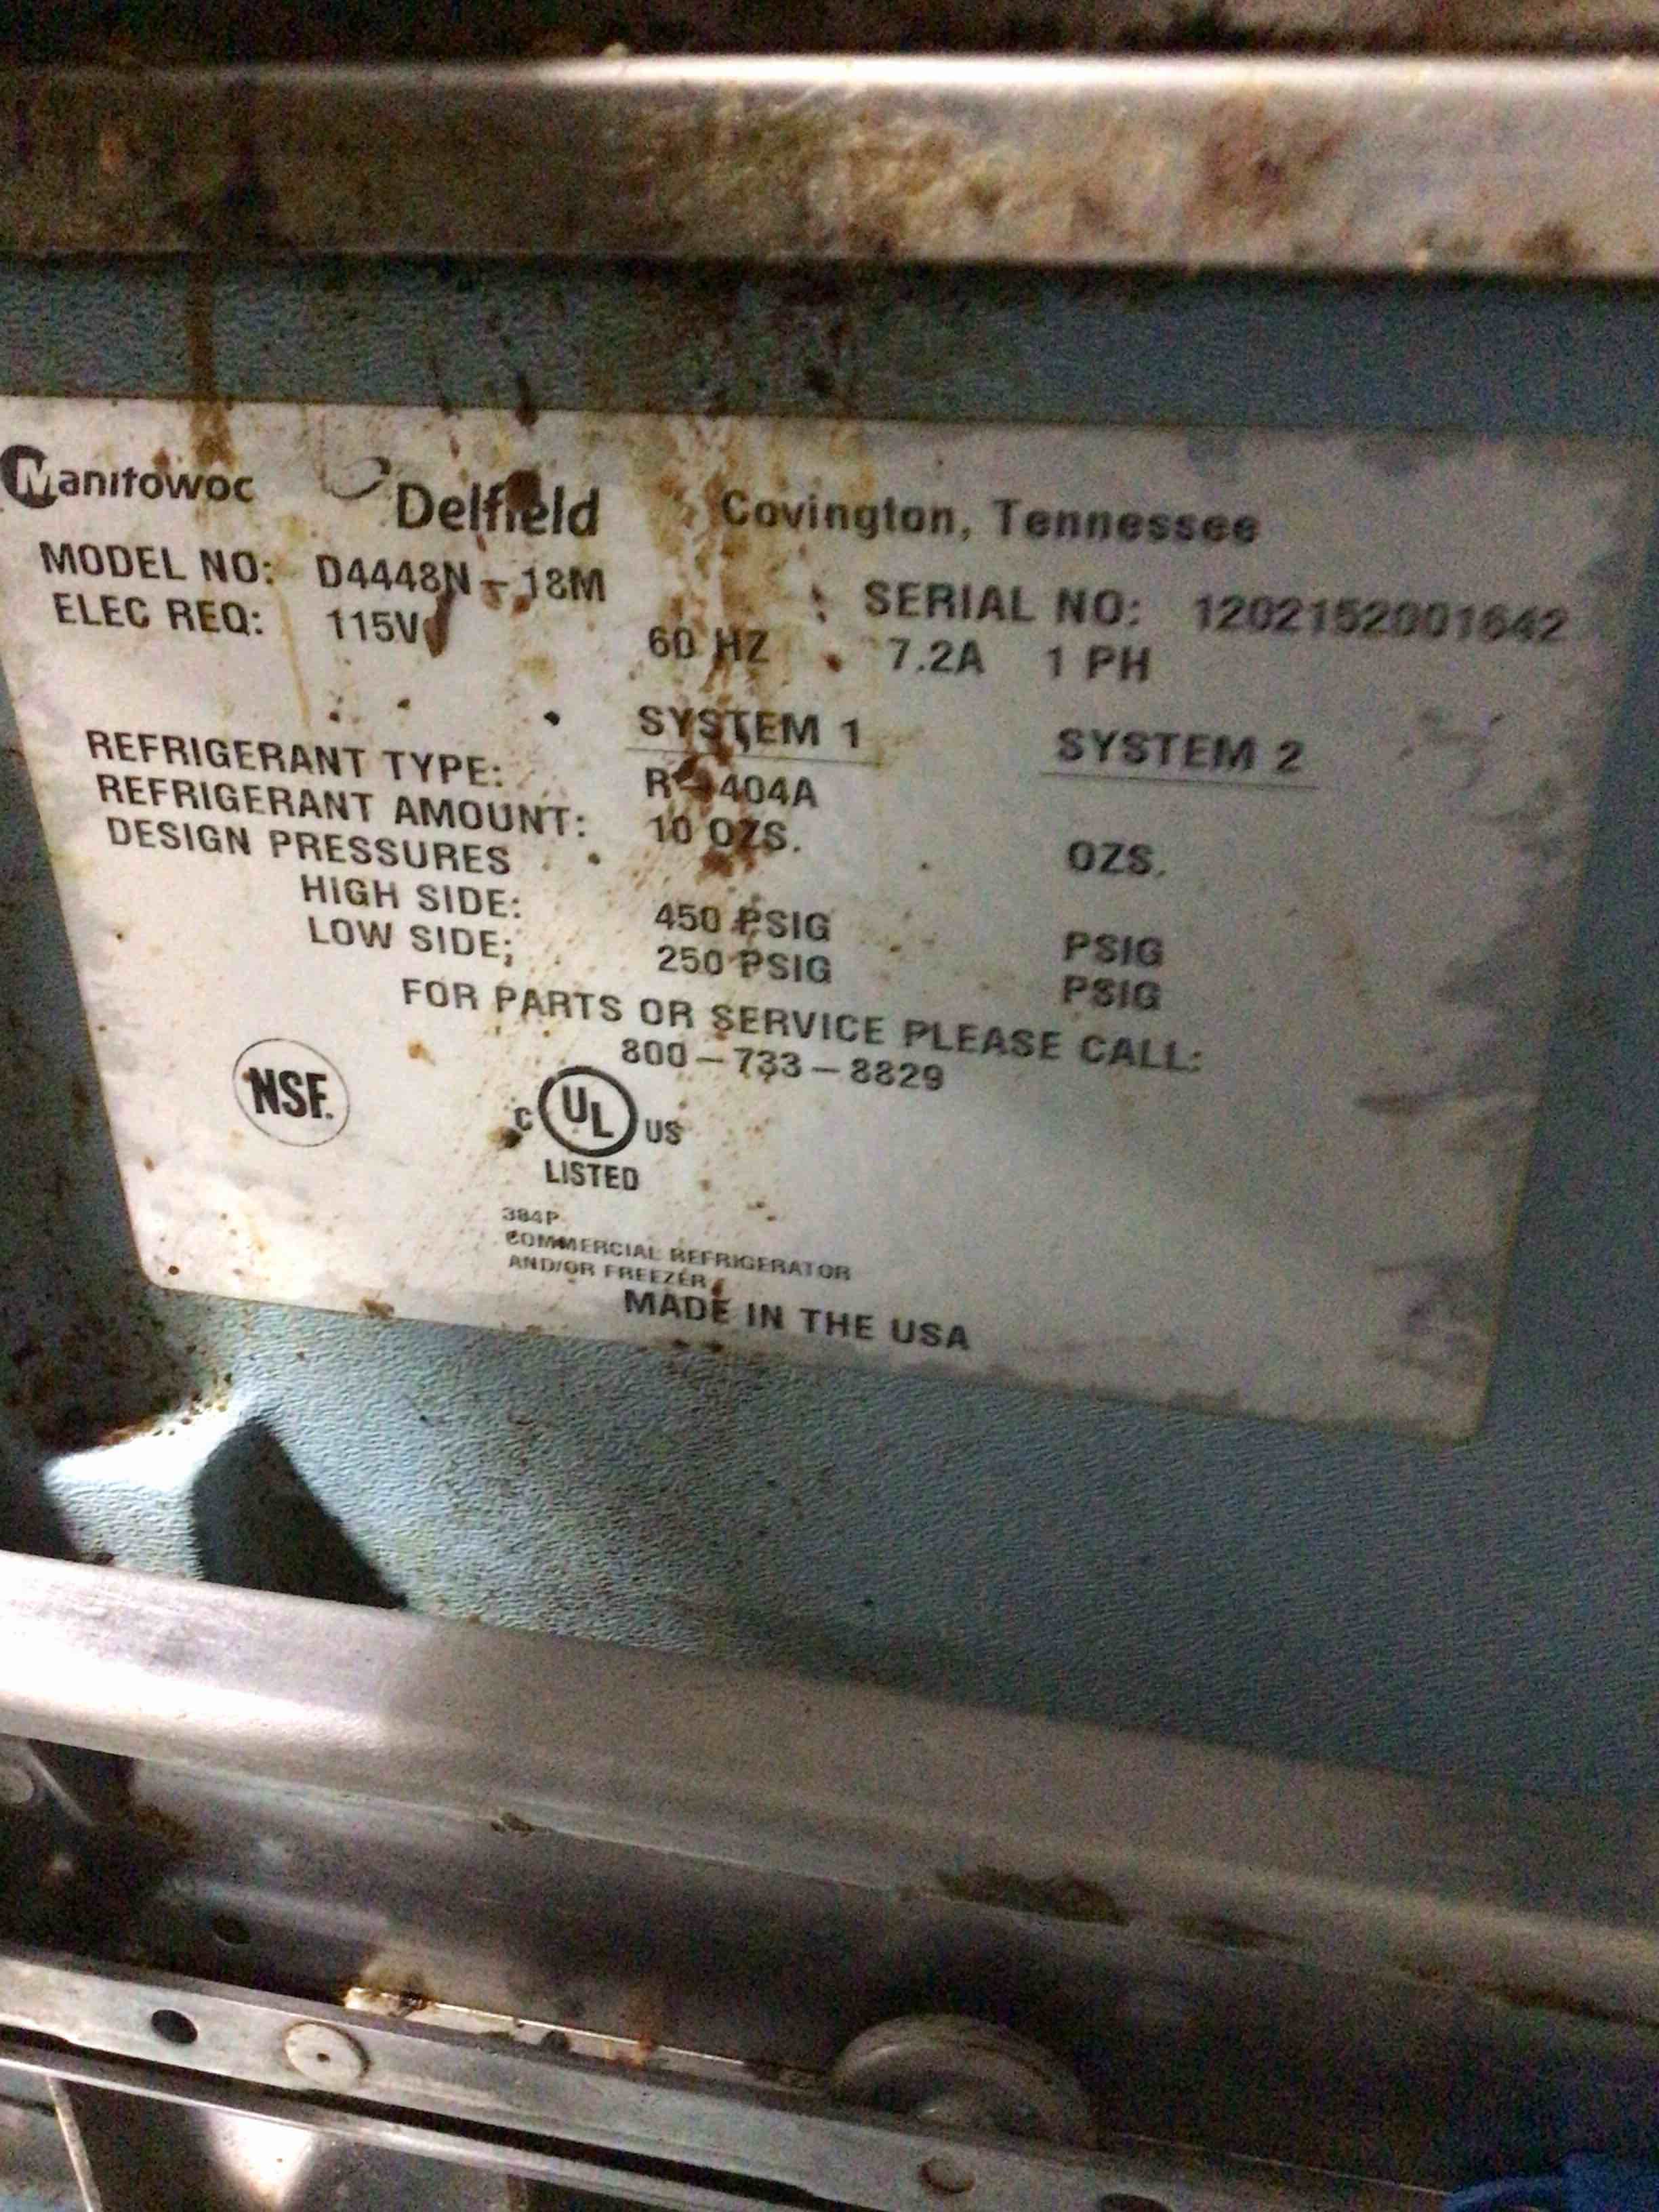 Manitowoc Delfield Covington, Tennessee
MODEL NO: D4448N-18M SERIAL NO: 1202152001642
ELEC REQ: 115V 60 HZ 7.2A 1 PH
SYSTEM 1 SYSTEM 2
REFRIGERANT TYPE: R-404A
REFRIGERANT AMOUNT: 10 OZS. OZS.
DESIGN PRESSURES
HIGH SIDE: 450 PSIG PSIG
LOW SIDE; 250 PSIG PSIG
FOR PARTS OR SERVICE PLEASE CALL:
800-733-8829
NSF.
C UL US
LISTED
384P
COMMERCIAL REFRIGERATOR
AND/OR FREEZER
MADE IN THE USA